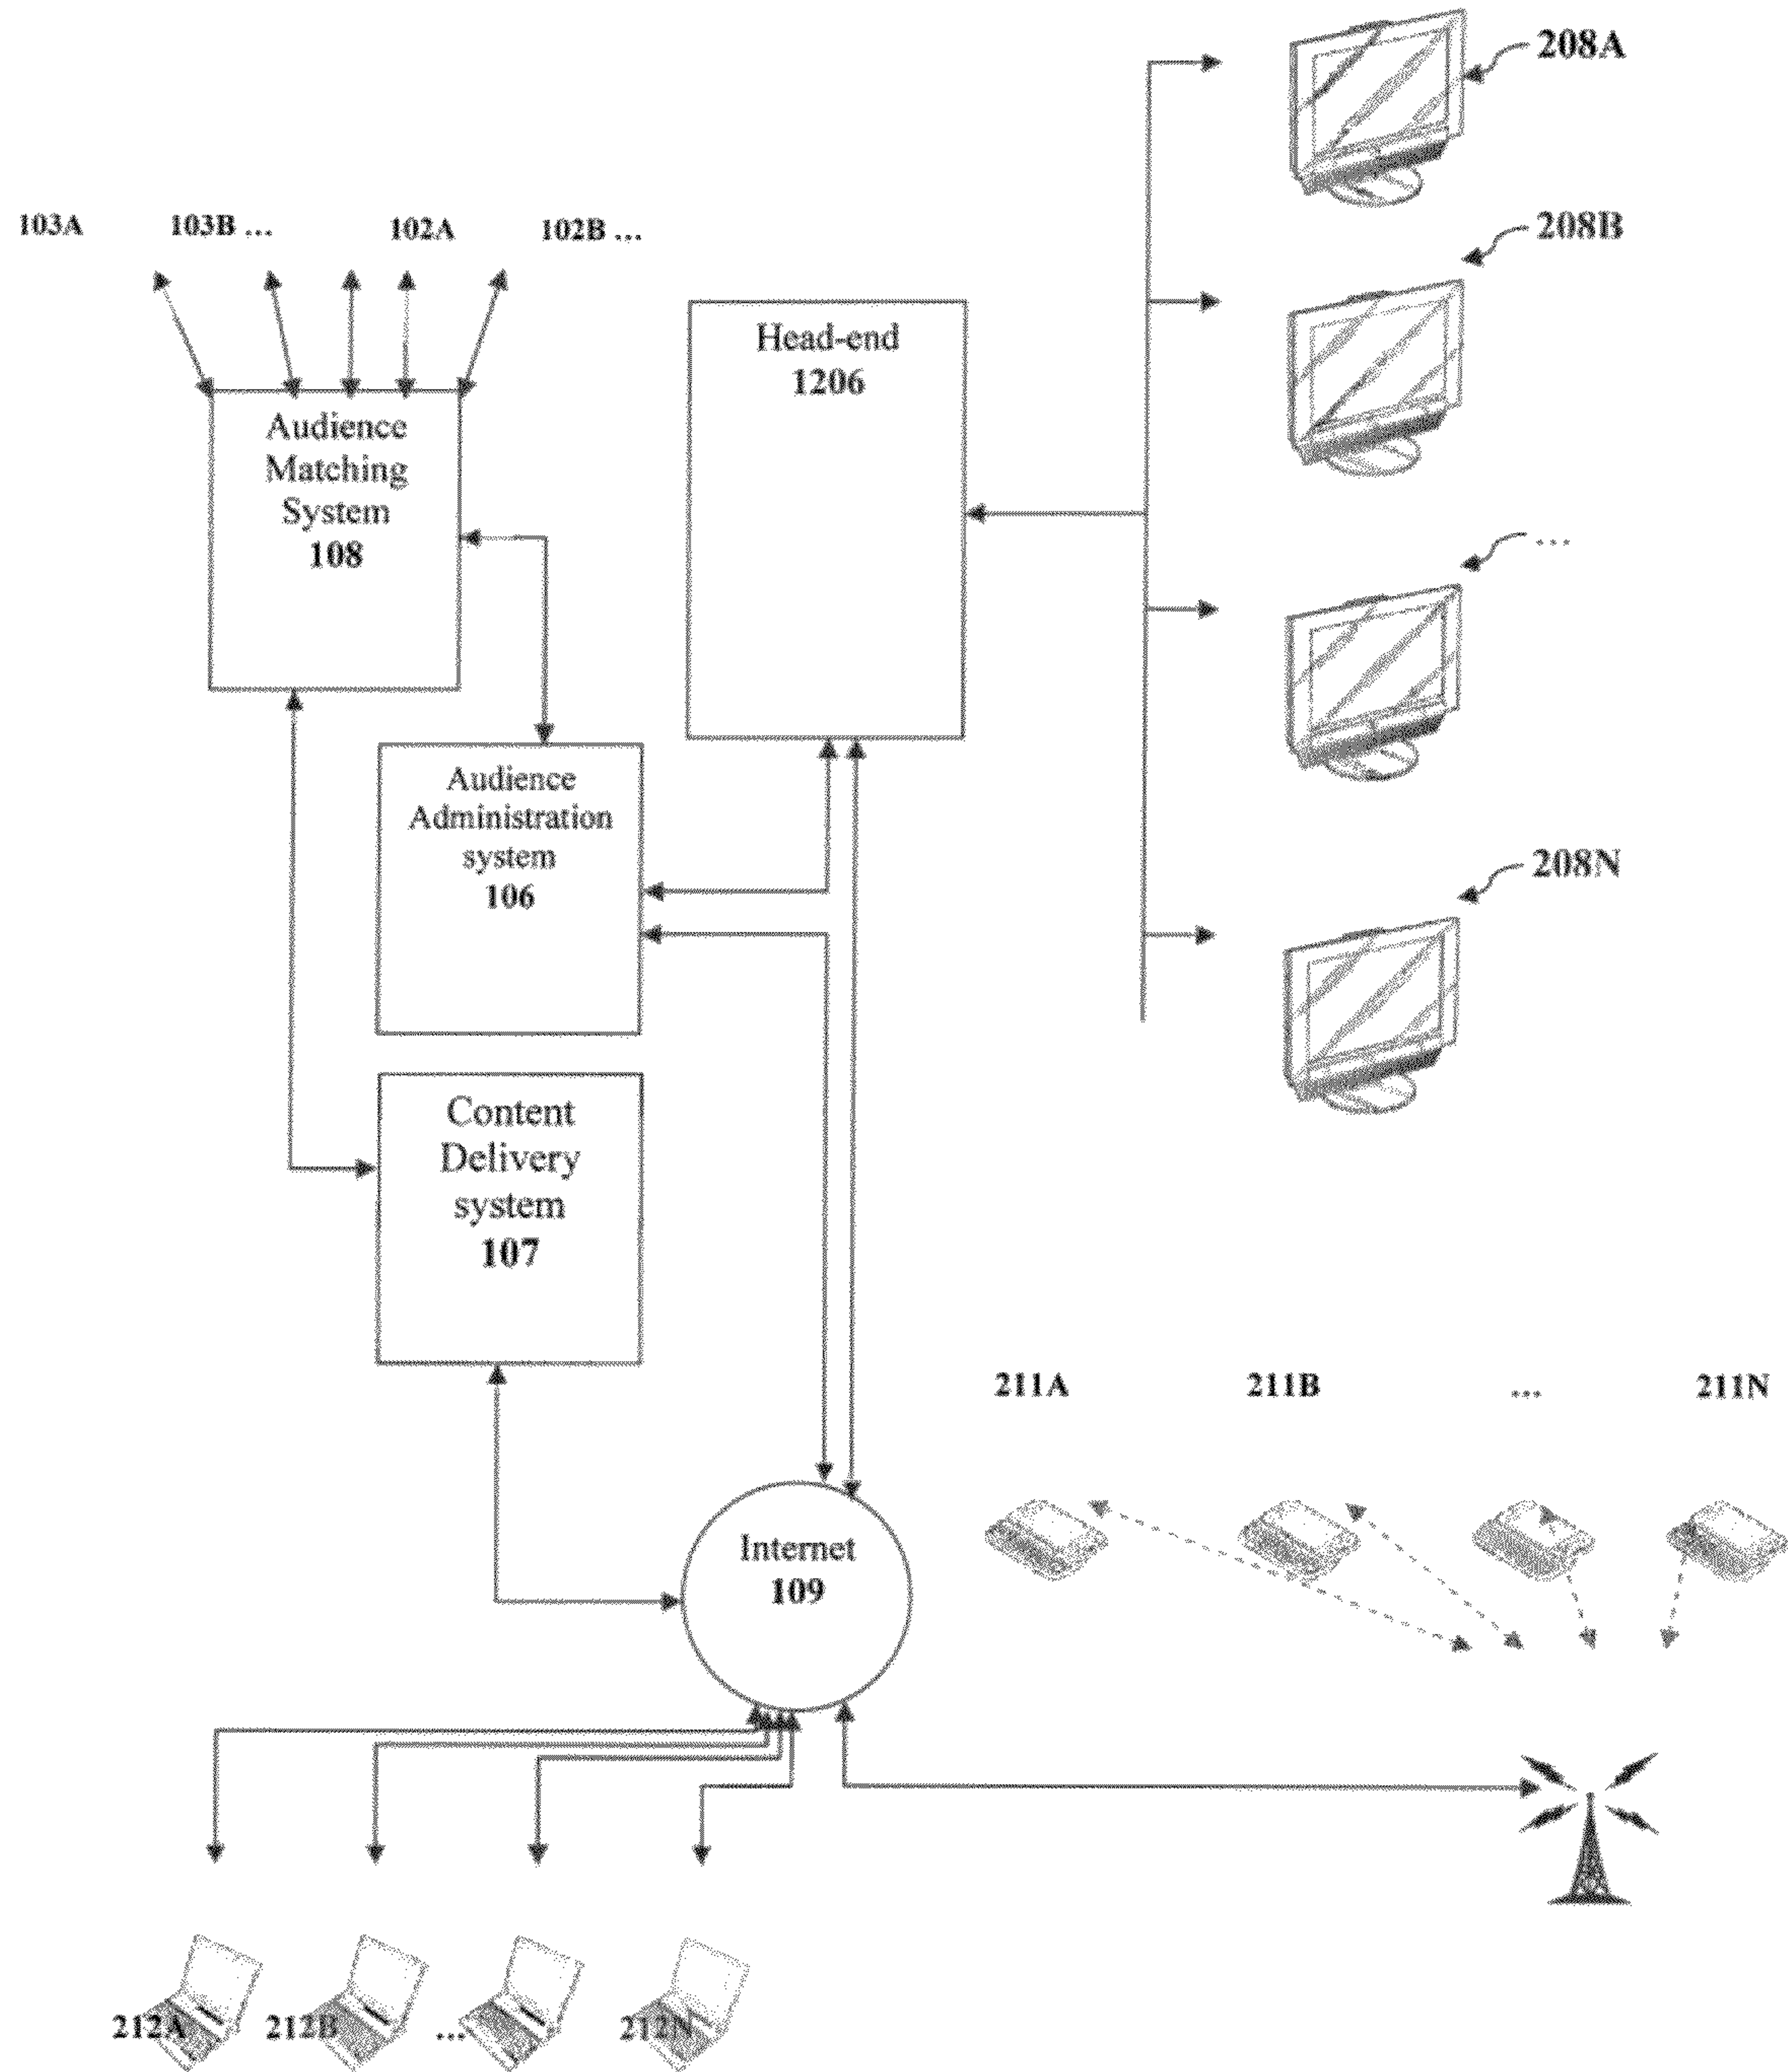 208A
103A 103B ... 102A 102B ...
208B
Head-end
1206
Audience
Matching
System
108
...
Audience
Administration
system
106
208N
Content
Delivery
system
107
211A 211B ... 211N
Internet
109
212A 212B ... 212N